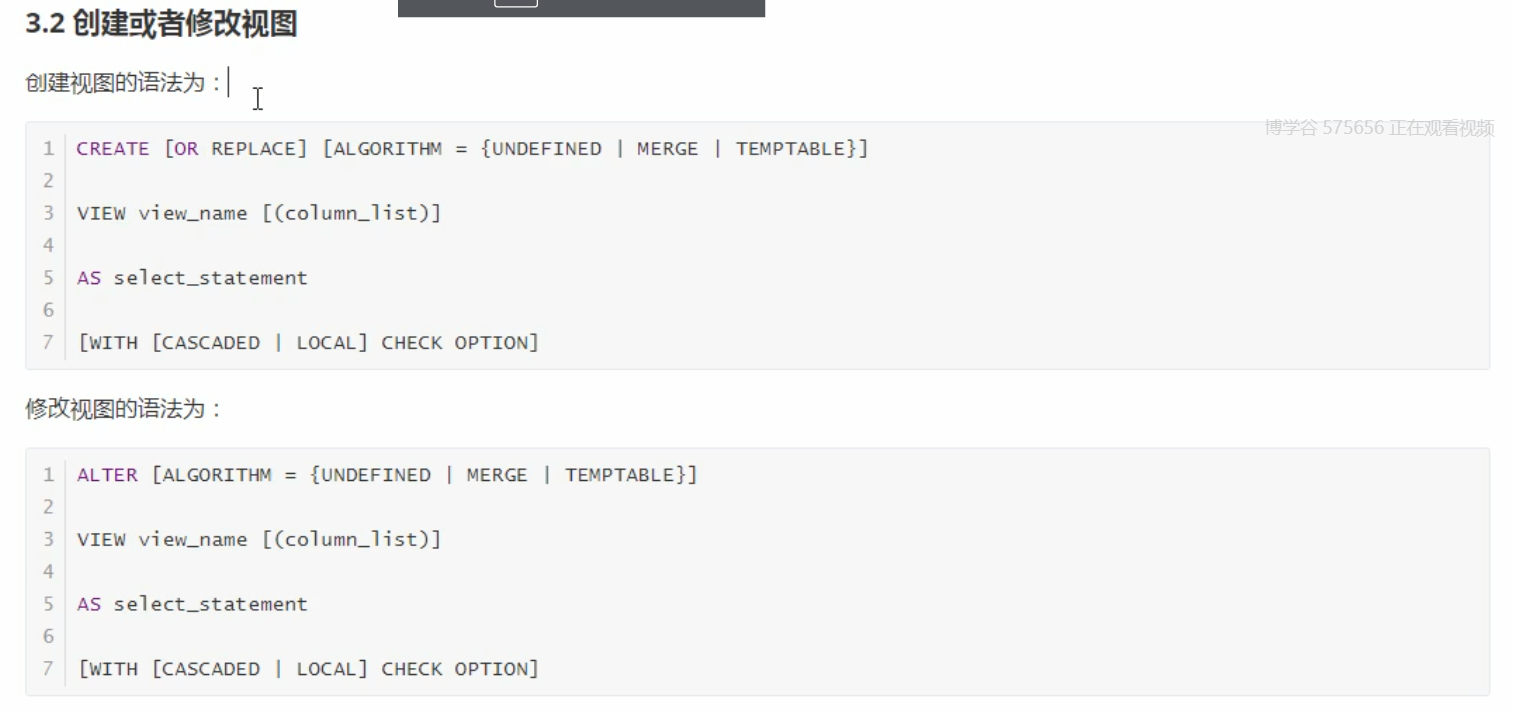 3.2 创建或者修改视图
创建视图的语法为：
博学谷 575656 正在观看视频
1 CREATE [OR REPLACE] [ALGORITHM = {UNDEFINED | MERGE | TEMPTABLE}]
2
3 VIEW view_name [(column_list)]
4
5 AS select_statement
6
7 [WITH [CASCADED | LOCAL] CHECK OPTION]
修改视图的语法为：
1 ALTER [ALGORITHM = {UNDEFINED | MERGE | TEMPTABLE}]
2
3 VIEW view_name [(column_list)]
4
5 AS select_statement
6
7 [WITH [CASCADED | LOCAL] CHECK OPTION]